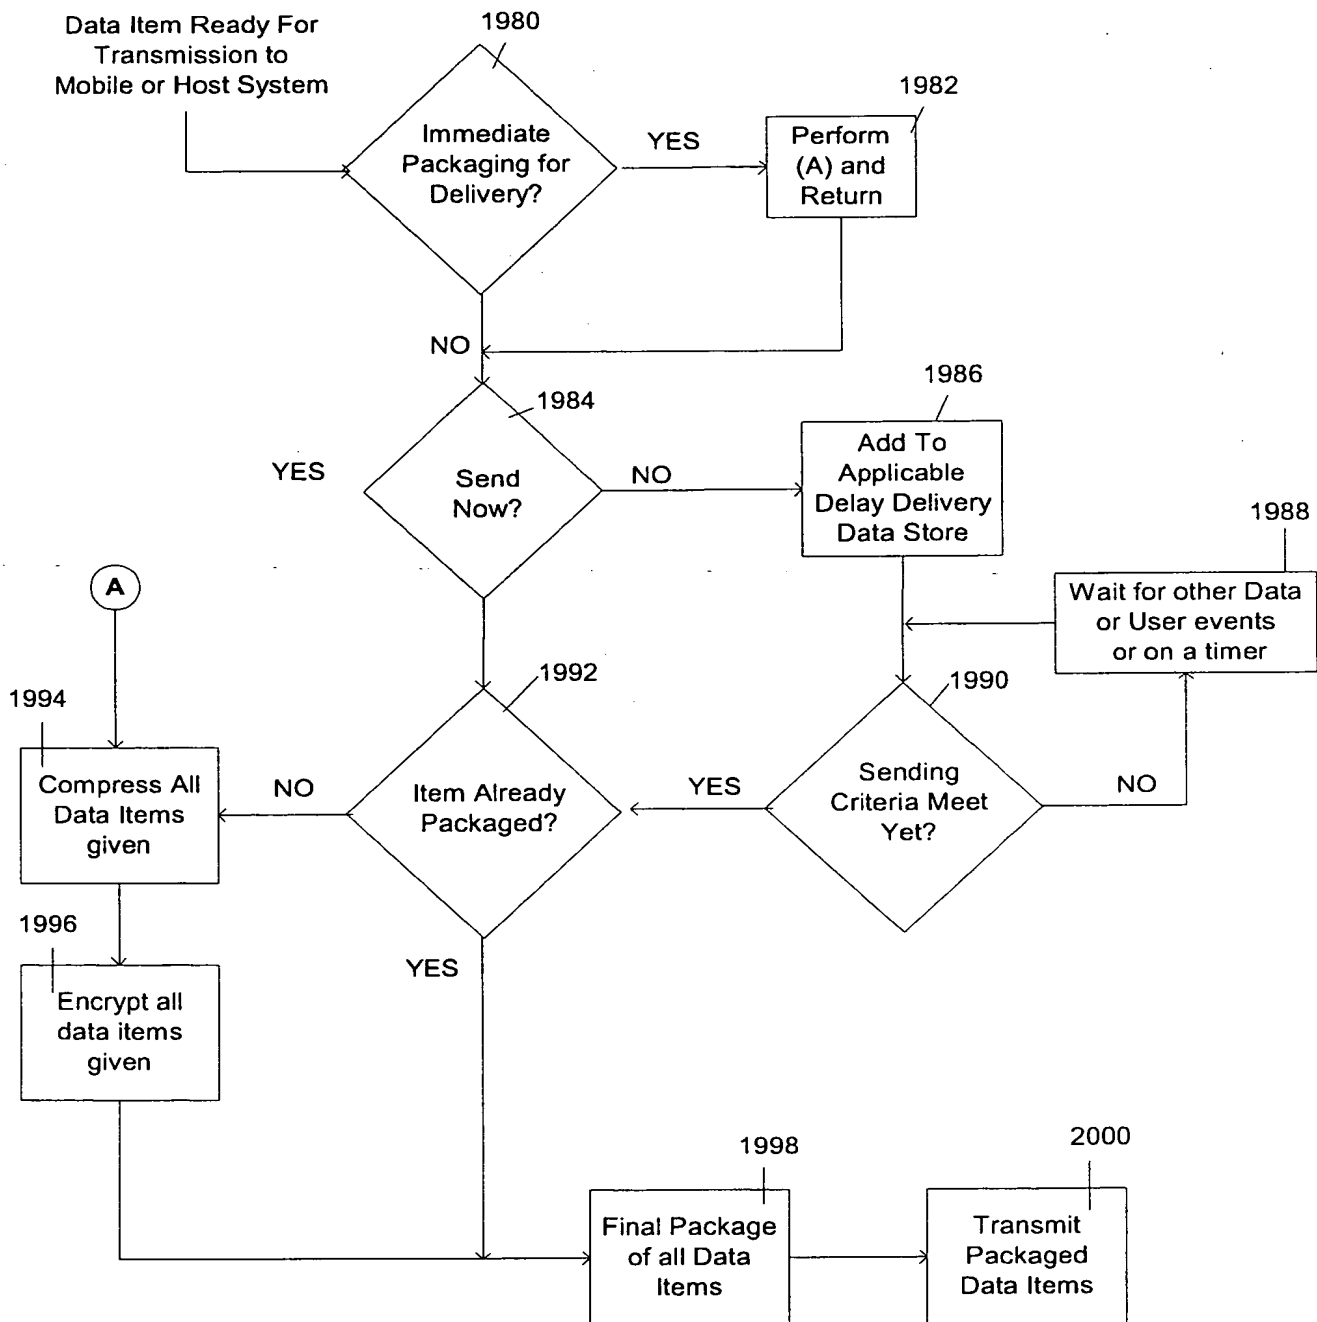 Data Item Ready For
Transmission to
Mobile or Host System
1980
Immediate
Packaging for
Delivery?
YES
1982
Perform
(A) and
Return
NO
1984
Send
Now?
YES
NO
1986
Add To
Applicable
Delay Delivery
Data Store
1988
Wait for other Data
or User events
or on a timer
A
1990
Sending
Criteria Meet
Yet?
NO
YES
1992
Item Already
Packaged?
NO
YES
1994
Compress All
Data Items
given
1996
Encrypt all
data items
given
1998
Final Package
of all Data
Items
2000
Transmit
Packaged
Data Items